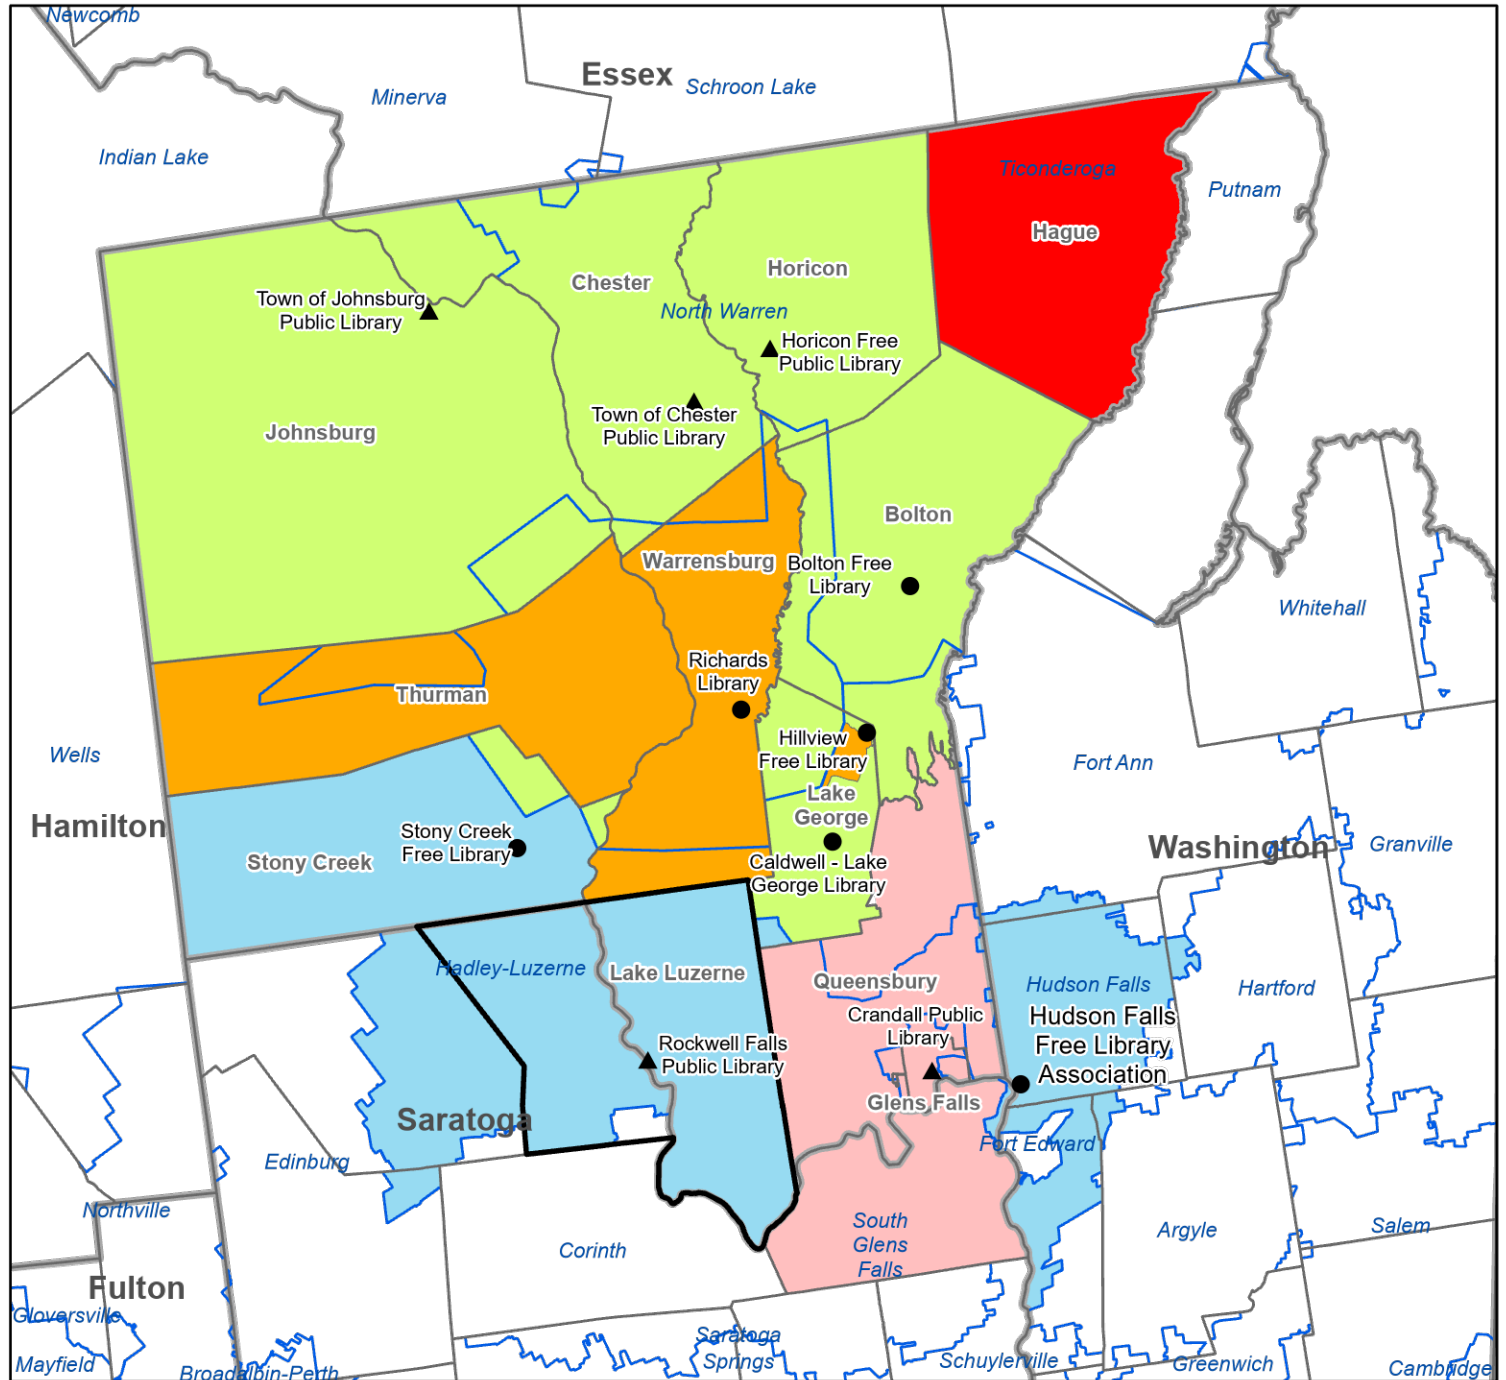 Newcomb
Essex
Schroon Lake
Minerva
Indian Lake
Ticonderoga
Putnam
Hague
Horicon
Chester
Town of Johnsburg
Public Library
North Warren
Horicon Free
Public Library
Town of Chester
Public Library
Johnsburg
Bolton
Warrensburg
Bolton Free
Library
Whitehall
Richards
Library
Thurman
Hillview
Free Library
Wells
Fort Ann
Lake
George
Hamilton
Stony Creek
Free Library
Stony Creek
Washington
Granville
Caldwell - Lake
George Library
Hadley-Luzerne
Lake Luzerne
Queensbury
Hudson Falls
Hartford
Crandall Public
Library
Hudson Falls
Free Library
Association
Rockwell Falls
Public Library
Glens Falls
Saratoga
Fort Edward
Edinburg
Northville
South
Glens
Falls
Argyle
Salem
Corinth
Fulton
Gloversville
Saratoga
Springs
Mayfield
Broadalbin-Perth
Schuylerville
Greenwich
Cambridge